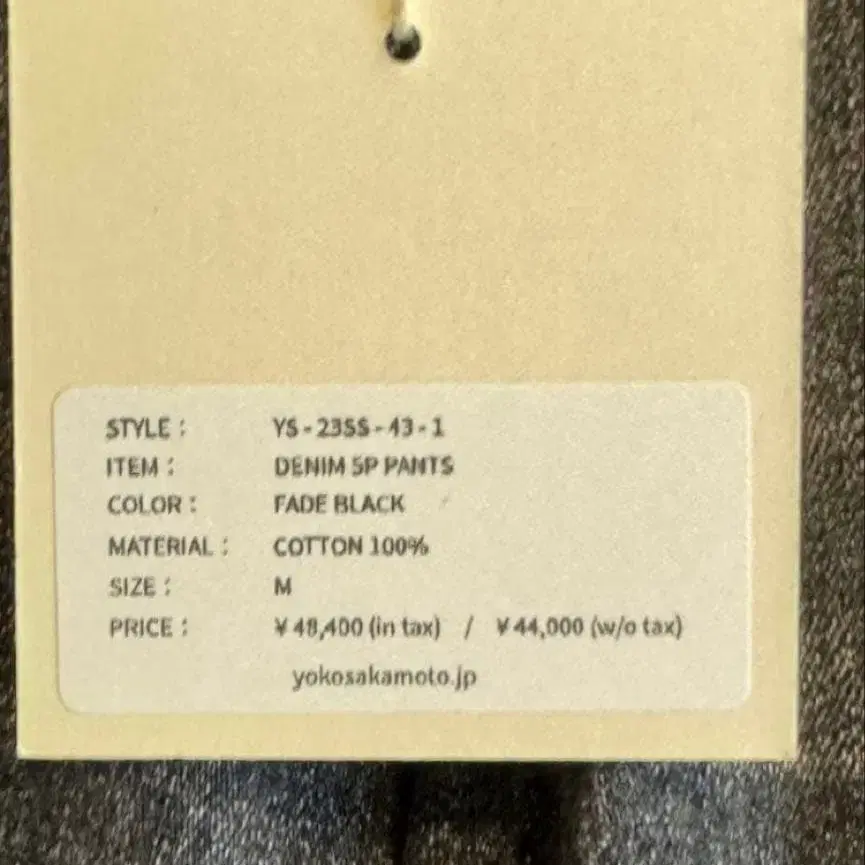 STYLE : YS-23SS-43-1
ITEM : DENIM 5P PANTS
COLOR : FADE BLACK
MATERIAL : COTTON 100%
SIZE : M
PRICE : ¥48,400 (in tax) / ¥44,000 (w/o tax)
yokosakamoto.jp